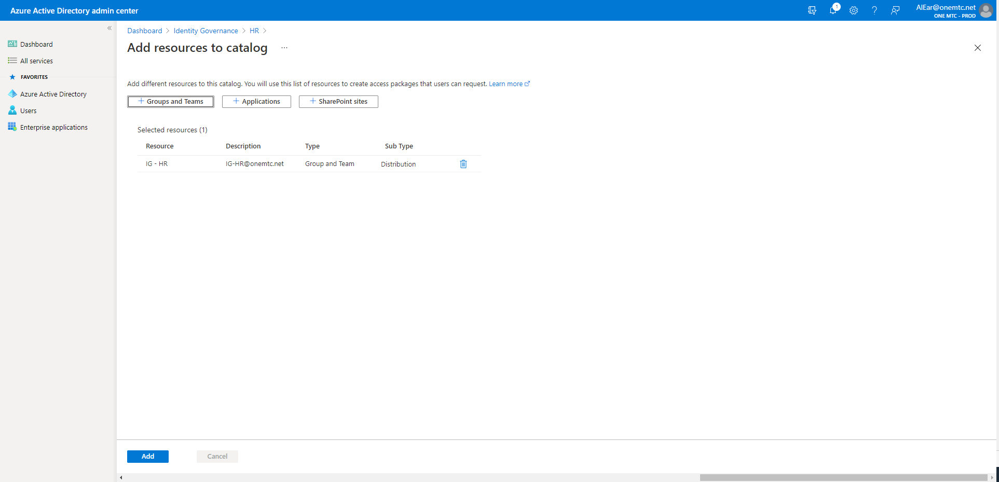 Azure Active Directory admin center
1
AlEar@onemtc.net
ONE MTC - PROD
Dashboard
All services
FAVORITES
Azure Active Directory
Users
Enterprise applications
Dashboard > Identity Governance > HR >
Add resources to catalog ...
Add different resources to this catalog. You will use this list of resources to create access packages that users can request. Learn more
+ Groups and Teams + Applications + SharePoint sites
Selected resources (1)
Resource Description Type Sub Type
IG - HR IG-HR@onemtc.net Group and Team Distribution
Add Cancel